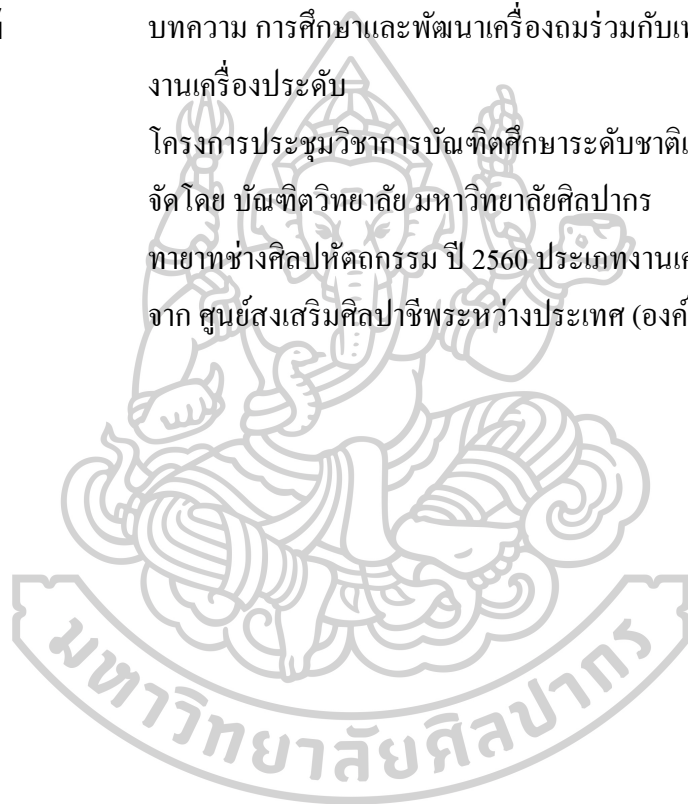 บทความ การศึกษาและพัฒนาเครื่องถมร่วมกับเท
งานเครื่องประดับ
โครงการประชุมวิชาการบัณฑิตศึกษาระดับชาติ
จัดโดย บัณฑิตวิทยาลัย มหาวิทยาลัยศิลปากร
ทายาทช่างศิลปหัตถกรรม ปี 2560 ประเภทงานเค
จาก ศูนย์ส่งเสริมศิลปาชีพระหว่างประเทศ (องค์
มหาวิทยาลัยศิลปากร